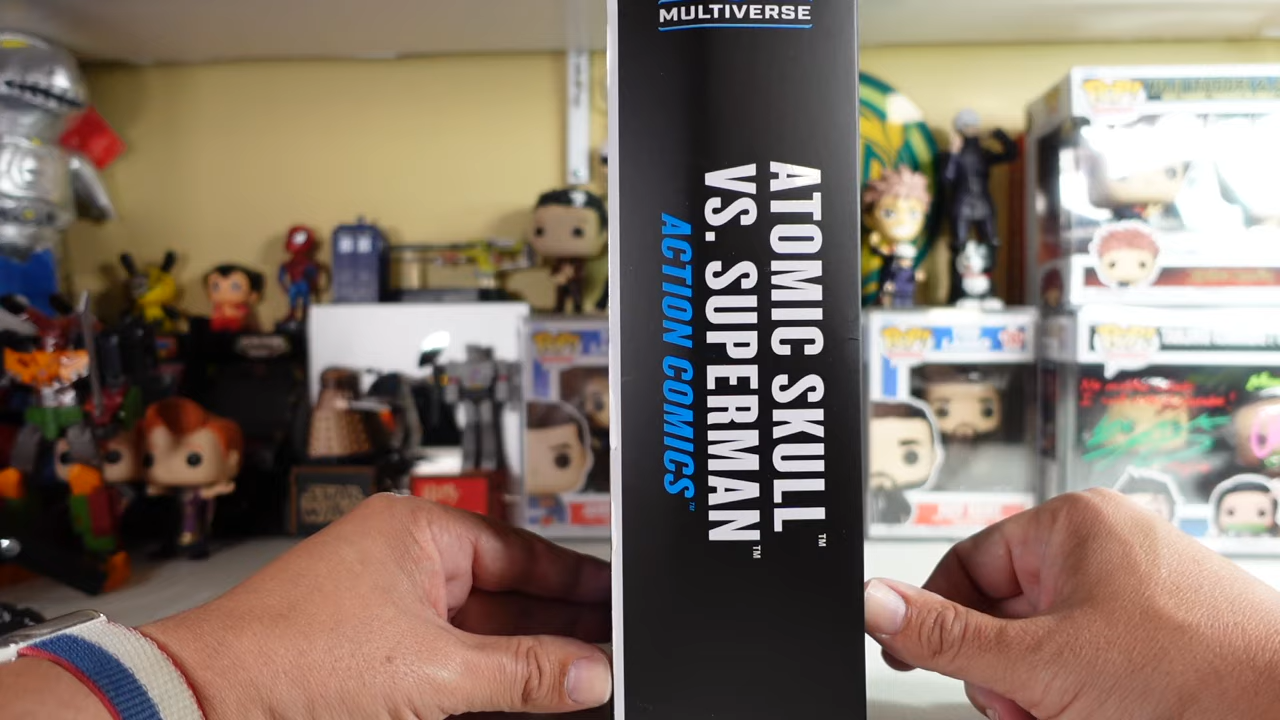 MULTIVERSE
ATOMIC SKULL™
VS. SUPERMAN™
ACTION COMICS™